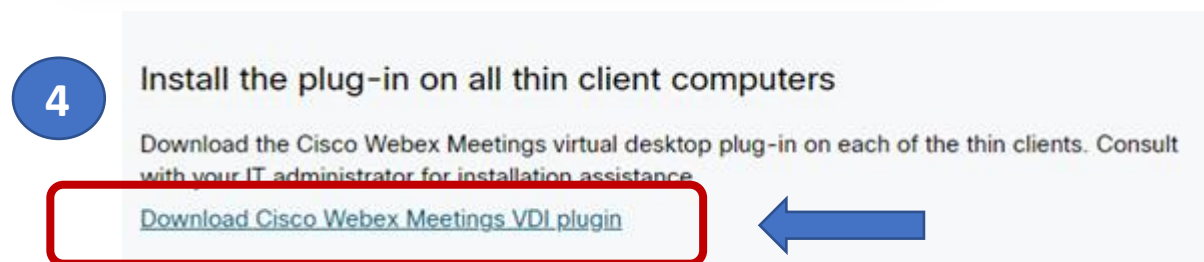 4
Install the plug-in on all thin client computers
Download the Cisco Webex Meetings virtual desktop plug-in on each of the thin clients. Consult
with your IT administrator for installation assistance
Download Cisco Webex Meetings VDI plugin